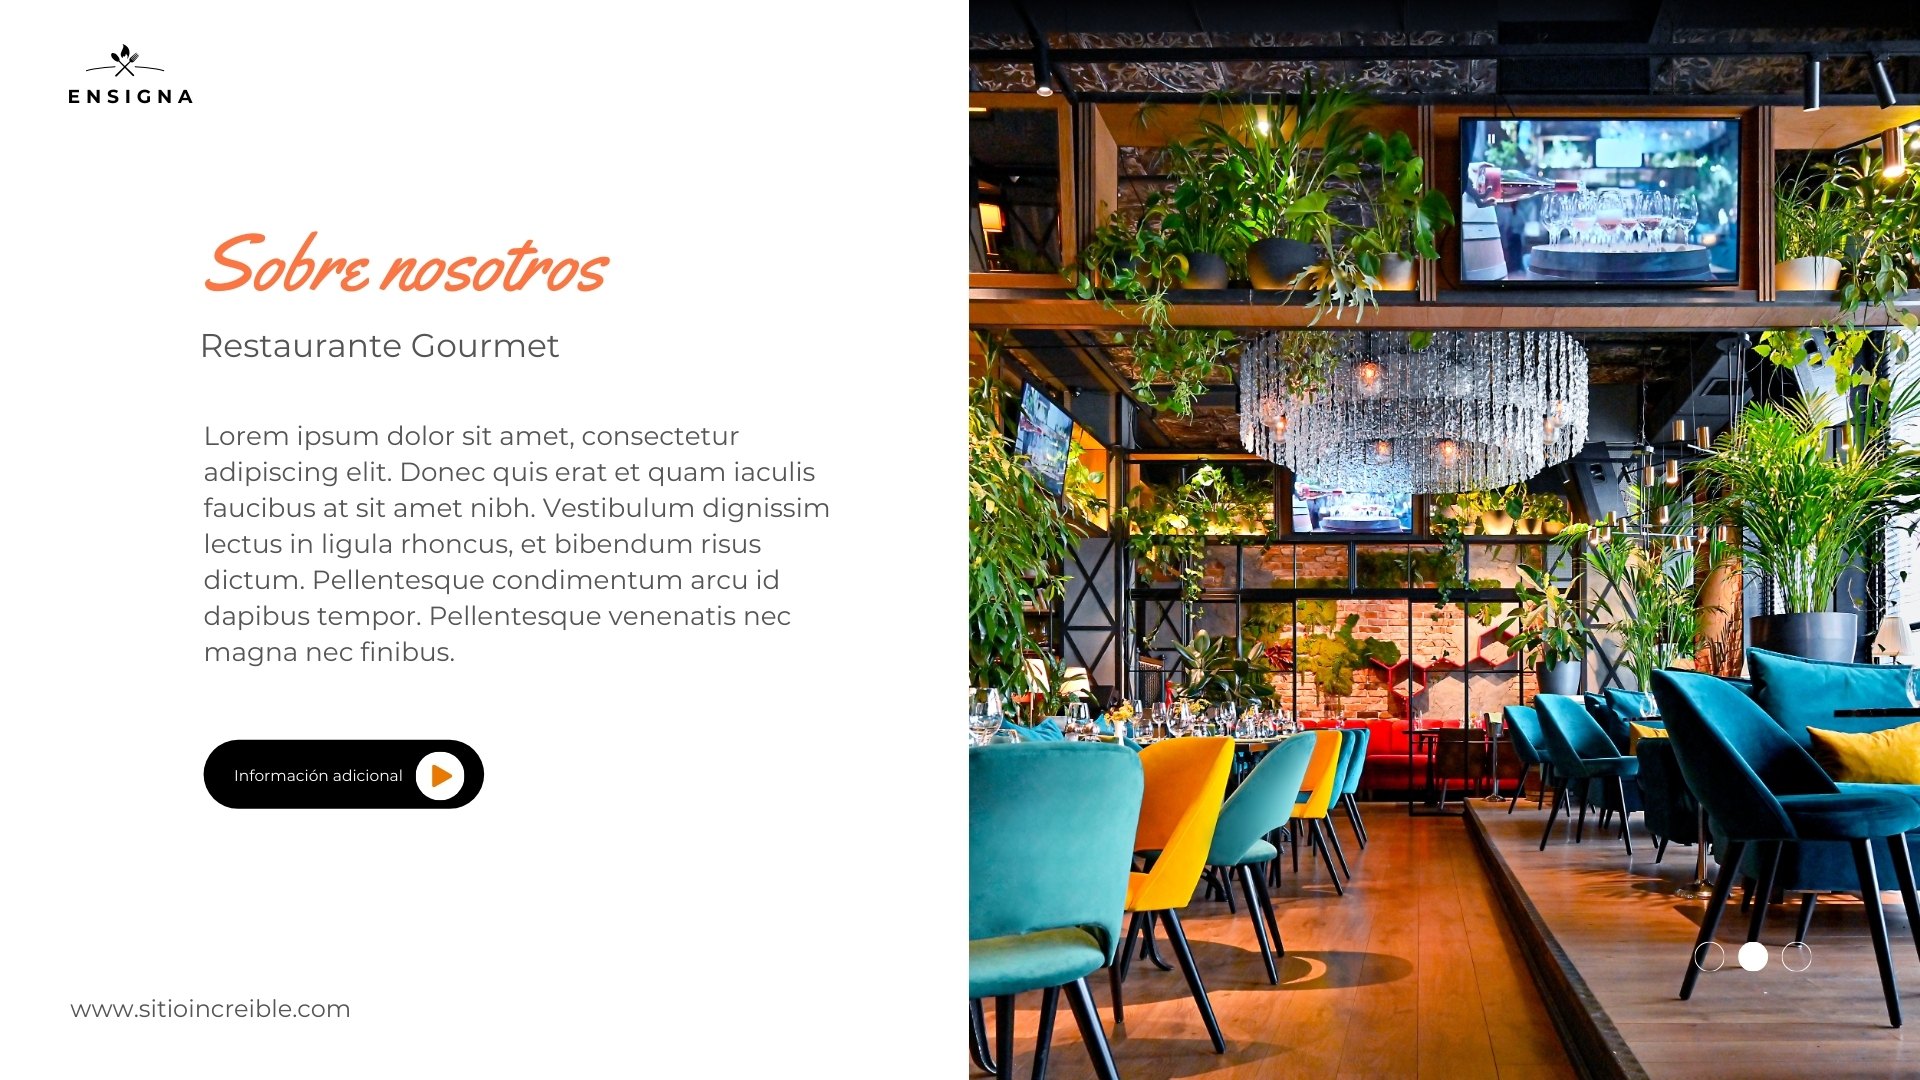 ENSIGNA
Sobre nosotros
Restaurante Gourmet
Lorem ipsum dolor sit amet, consectetur
adipiscing elit. Donec quis erat et quam iaculis
faucibus at sit amet nibh. Vestibulum dignissim
lectus in ligula rhoncus, et bibendum risus
dictum. Pellentesque condimentum arcu id
dapibus tempor. Pellentesque venenatis nec
magna nec finibus.
Información adicional
www.sitioincreible.com